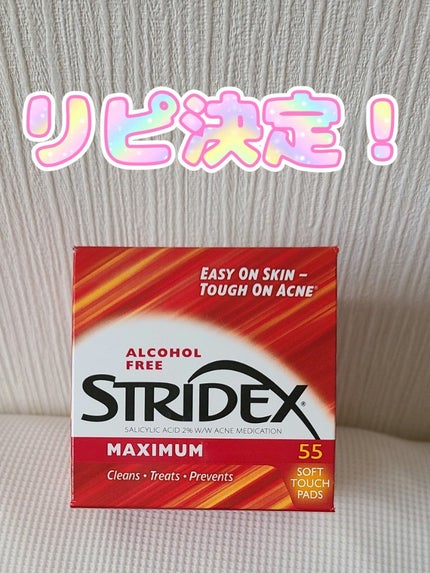 リピ決定！
EASY ON SKIN –
TOUGH ON ACNE®
ALCOHOL
FREE
STRIDEX®
SALICYLIC ACID 2% W/W ACNE MEDICATION
MAXIMUM
55
SOFT
TOUCH
PADS
Cleans • Treats • Prevents